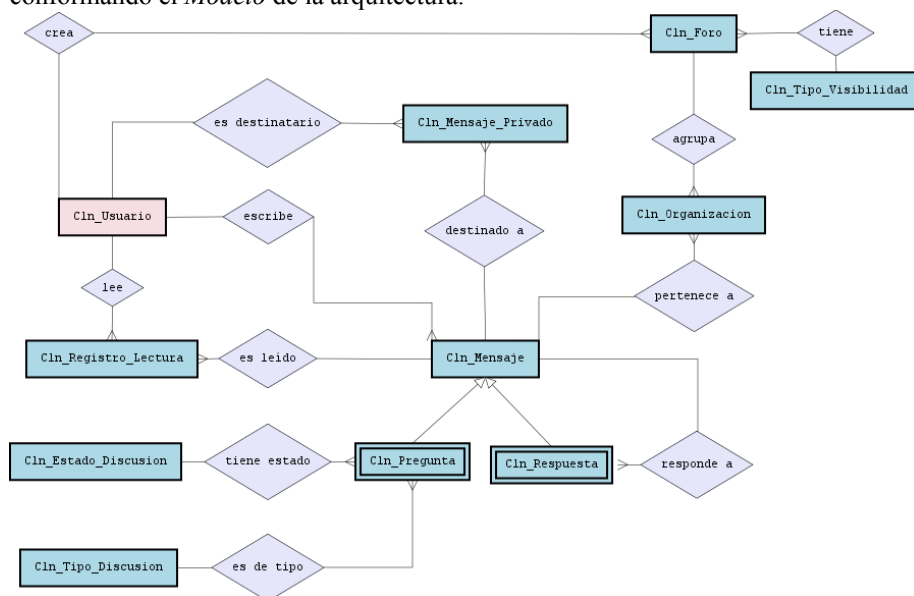 conformando el Modelo de la arquitectura.
crea
Cln_Foro
tiene
Cln_Tipo_Visibilidad
es destinatario
Cln_Mensaje_Privado
agrupa
Cln_Usuario
escribe
Cln_Organizacion
destinado a
lee
pertenece a
Cln_Registro_Lectura
es leído
Cln_Mensaje
Cln_Estado_Discusion
tiene estado
Cln_Pregunta
Cln_Respuesta
responde a
Cln_Tipo_Discusion
es de tipo